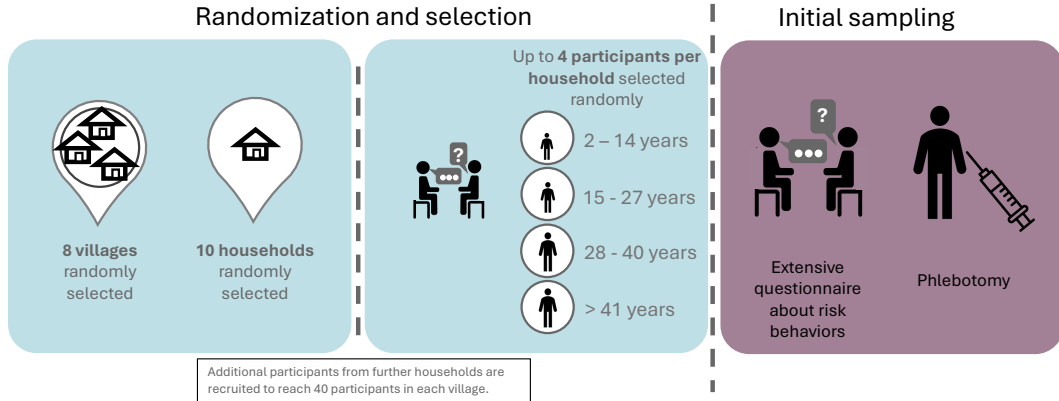 Randomization and selection
Initial sampling
8 villages
randomly
selected
10 households
randomly
selected
Up to 4 participants per
household selected
randomly
?
2 – 14 years
15 - 27 years
28 - 40 years
> 41 years
?
Extensive
questionnaire
about risk
behaviors
Phlebotomy
Additional participants from further households are
recruited to reach 40 participants in each village.